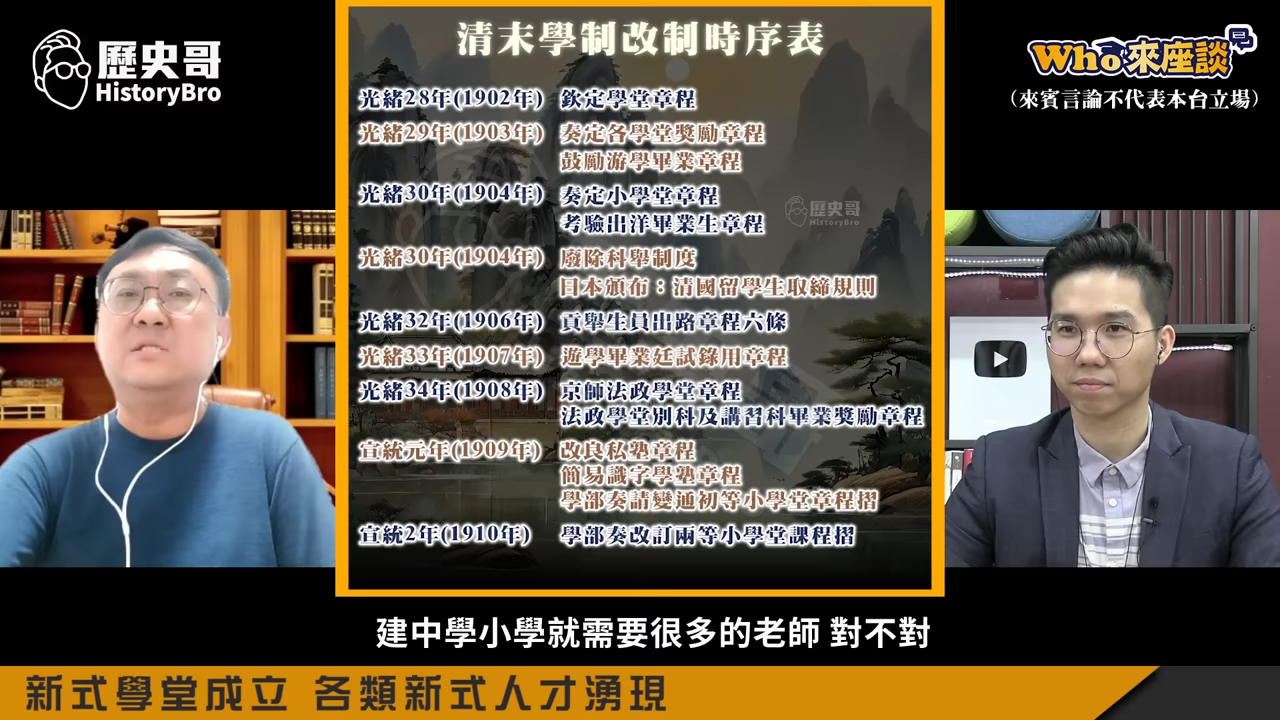 歷史哥
HistoryBro
清末學制改制時序表
Who來座談
(來賓言論不代表本台立場)
光緒28年(1902年) 欽定學堂章程
光緒29年(1903年) 奏定各學堂獎勵章程
鼓勵游學畢業章程
光緒30年(1904年) 奏定小學堂章程
考驗出洋畢業生章程
歷史哥
HistoryBro
光緒30年(1904年) 廢除科舉制度
日本頒布：清國留學生取締規則
光緒32年(1906年) 貢舉生員出路章程六條
光緒33年(1907年) 遊學畢業廷試錄用章程
光緒34年(1908年) 京師法政學堂章程
法政學堂別科及講習科畢業獎勵章程
宣統元年(1909年) 改良私塾章程
簡易識字學塾章程
學部奏請變通初等小學堂章程摺
宣統2年(1910年) 學部奏改訂兩等小學堂課程摺
建中學小學就需要很多的老師 對不對
新式學堂成立 各類新式人才湧現